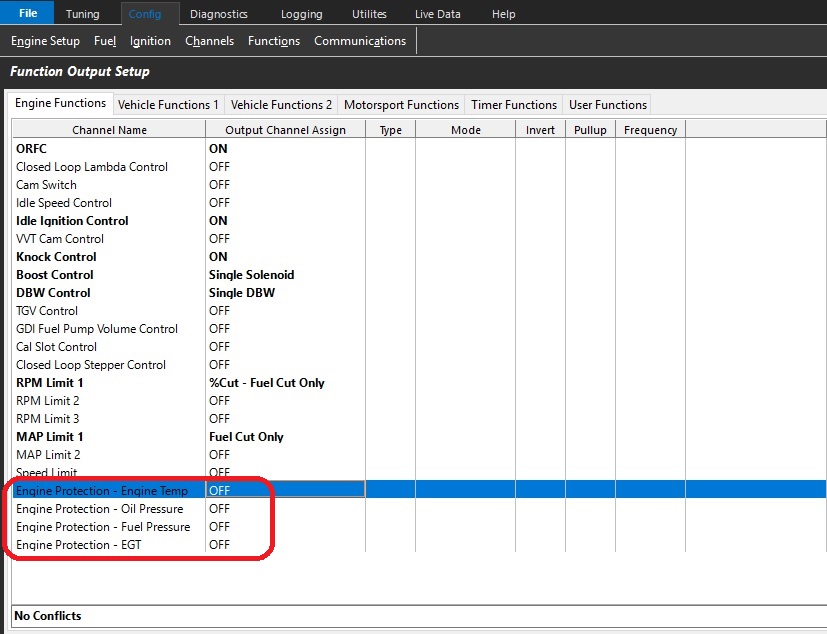 File Tuning Config Diagnostics Logging Utilites Live Data Help
Engine Setup Fuel Ignition Channels Functions Communications
Function Output Setup
Engine Functions Vehicle Functions 1 Vehicle Functions 2 Motorsport Functions Timer Functions User Functions
Channel Name Output Channel Assign Type Mode Invert Pullup Frequency
ORFC ON
Closed Loop Lambda Control OFF
Cam Switch OFF
Idle Speed Control OFF
Idle Ignition Control ON
VVT Cam Control OFF
Knock Control ON
Boost Control Single Solenoid
DBW Control Single DBW
TGV Control OFF
GDI Fuel Pump Volume Control OFF
Cal Slot Control OFF
Closed Loop Stepper Control OFF
RPM Limit 1 %Cut - Fuel Cut Only
RPM Limit 2 OFF
RPM Limit 3 OFF
MAP Limit 1 Fuel Cut Only
MAP Limit 2 OFF
Speed Limit OFF
Engine Protection - Engine Temp OFF
Engine Protection - Oil Pressure OFF
Engine Protection - Fuel Pressure OFF
Engine Protection - EGT OFF
No Conflicts